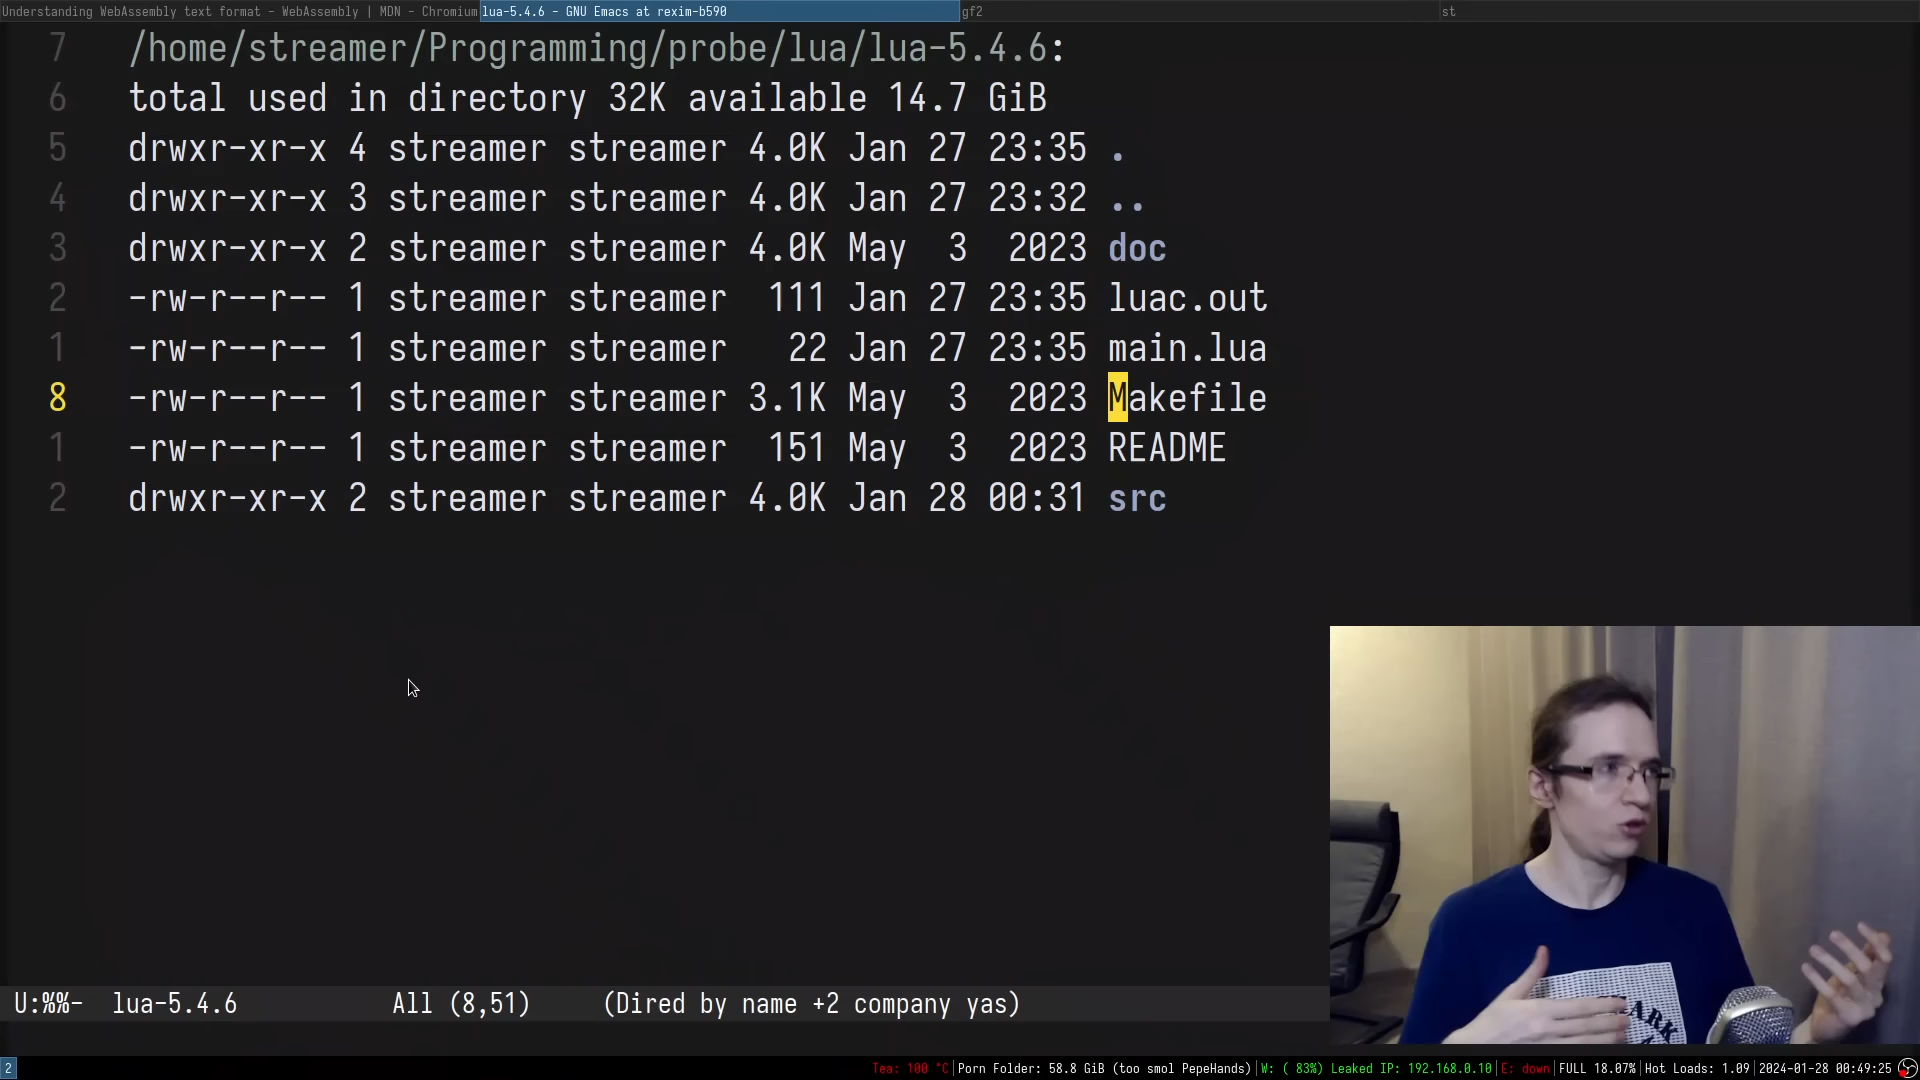 Understanding WebAssembly text format - WebAssembly | MDN - Chromium
lua-5.4.6 - GNU Emacs at rexim-b590
gf2
st
7 /home/streamer/Programming/probe/lua/lua-5.4.6:
6 total used in directory 32K available 14.7 GiB
5 drwxr-xr-x 4 streamer streamer 4.0K Jan 27 23:35 .
4 drwxr-xr-x 3 streamer streamer 4.0K Jan 27 23:32 ..
3 drwxr-xr-x 2 streamer streamer 4.0K May 3 2023 doc
2 -rw-r--r-- 1 streamer streamer 111 Jan 27 23:35 luac.out
1 -rw-r--r-- 1 streamer streamer 22 Jan 27 23:35 main.lua
8 -rw-r--r-- 1 streamer streamer 3.1K May 3 2023 Makefile
1 -rw-r--r-- 1 streamer streamer 151 May 3 2023 README
2 drwxr-xr-x 2 streamer streamer 4.0K Jan 28 00:31 src
U:%%- lua-5.4.6 All (8,51) (Dired by name +2 company yas)
2 Tea: 100 °C | Porn Folder: 58.8 GiB (too smol PepeHands) | W: ( 83%) Leaked IP: 192.168.0.10 | E: down | FULL 18.07% | Hot Loads: 1.09 | 2024-01-28 00:49:25